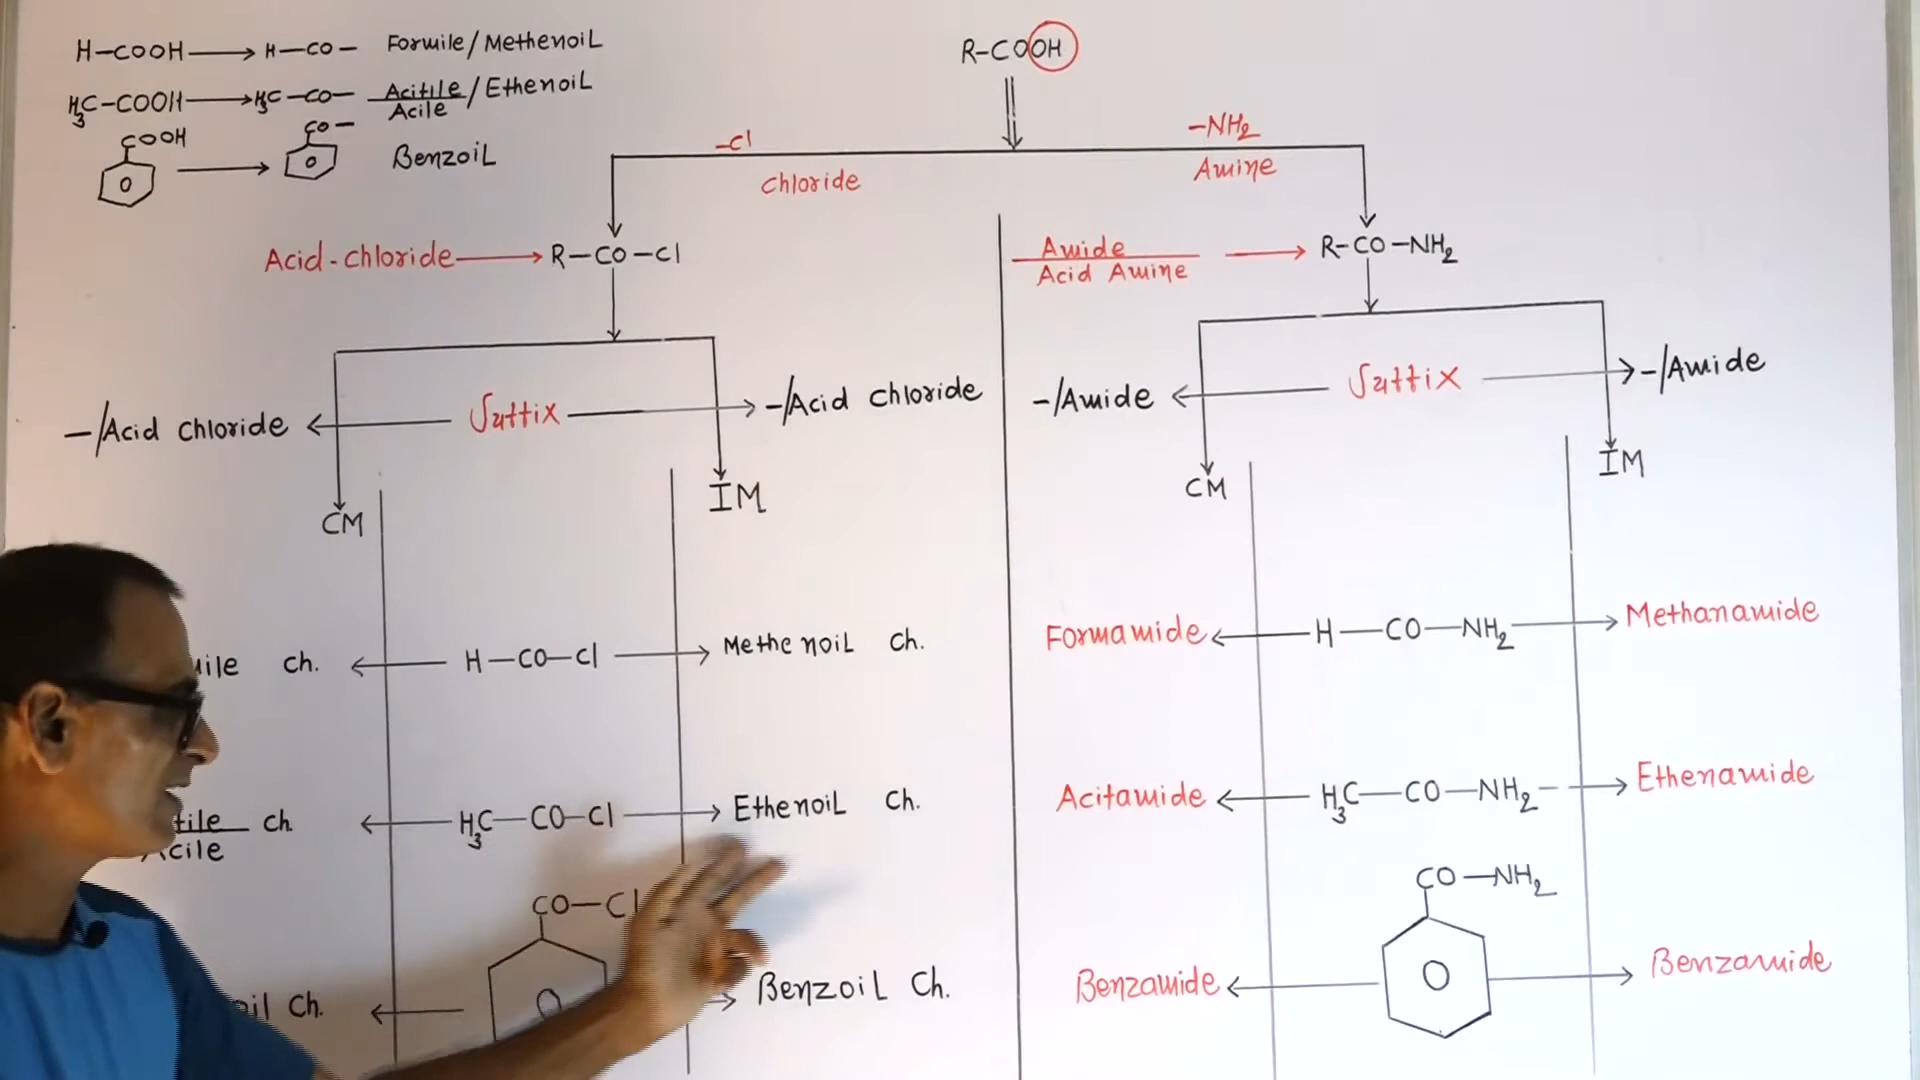 H-COOH → H-CO- Formile/MethenoiL
H₃C-COOH → H₃C-CO- Acitile/EthenoiL
Acile
COOH → CO- BenzoiL
R-COOH
-Cl
chloride
-NH₂
Amine
Acid-chloride → R-CO-Cl
Amide → R-CO-NH₂
Acid Amine
-/Acid chloride ← Suffix → -/Acid chloride
CM
IM
-/Amide ← Suffix → -/Amide
CM
IM
ch. ← H-CO-Cl → MethenoiL ch.
ch ← H₃C-CO-Cl → EthenoiL ch.
CO-Cl
Ch. ← → BenzoiL Ch.
Formamide ← H-CO-NH₂ → Methanamide
Acitamide ← H₃C-CO-NH₂ → Ethenamide
CO-NH₂
Benzamide ← → Benzamide